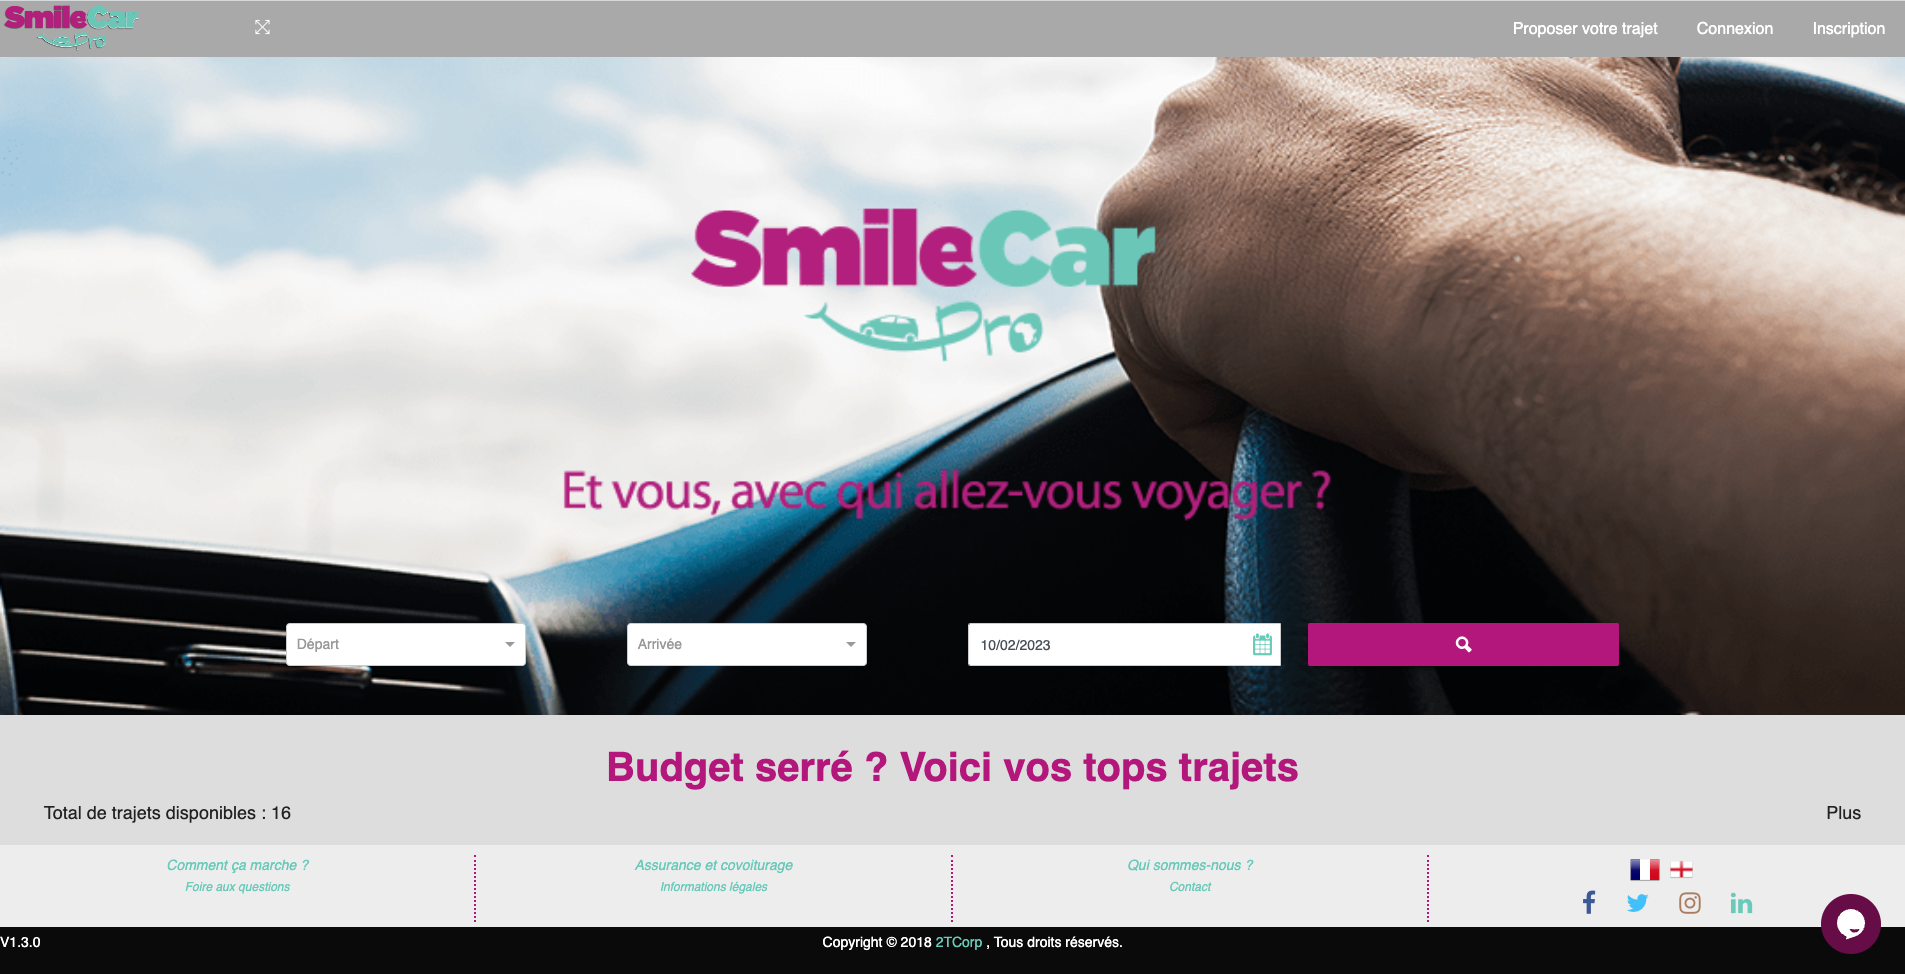 SmileCar
Pro
Proposer votre trajet
Connexion
Inscription
SmileCar
Pro
Et vous, avec qui allez-vous voyager ?
Départ
Arrivée
10/02/2023
Budget serré ? Voici vos tops trajets
Total de trajets disponibles : 16
Plus
Comment ça marche ?
Foire aux questions
Assurance et covoiturage
Informations légales
Qui sommes-nous ?
Contact
V1.3.0
Copyright © 2018 2TCorp , Tous droits réservés.